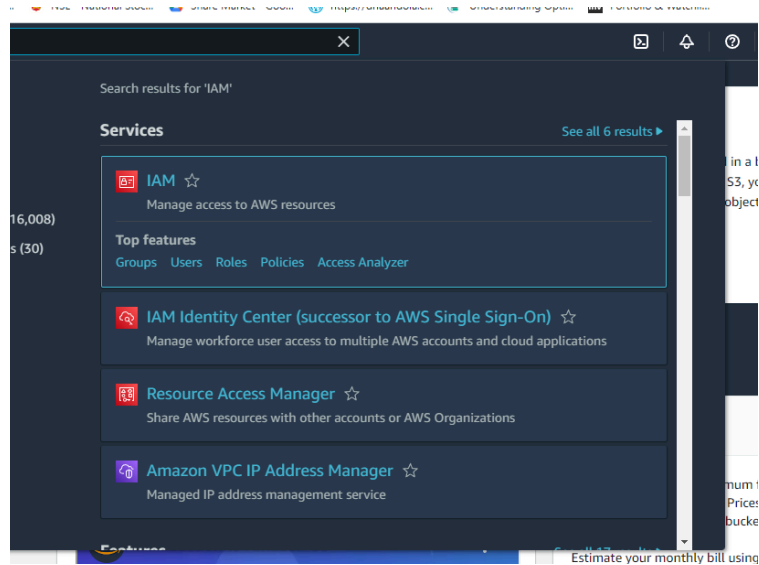 Search results for 'IAM'
Services
See all 6 results
IAM
Manage access to AWS resources
Top features
Groups Users Roles Policies Access Analyzer
IAM Identity Center (successor to AWS Single Sign-On)
Manage workforce user access to multiple AWS accounts and cloud applications
Resource Access Manager
Share AWS resources with other accounts or AWS Organizations
Amazon VPC IP Address Manager
Managed IP address management service
16,008)
s (30)
in a
S3,
object
Prices
Estimate your monthly bill using